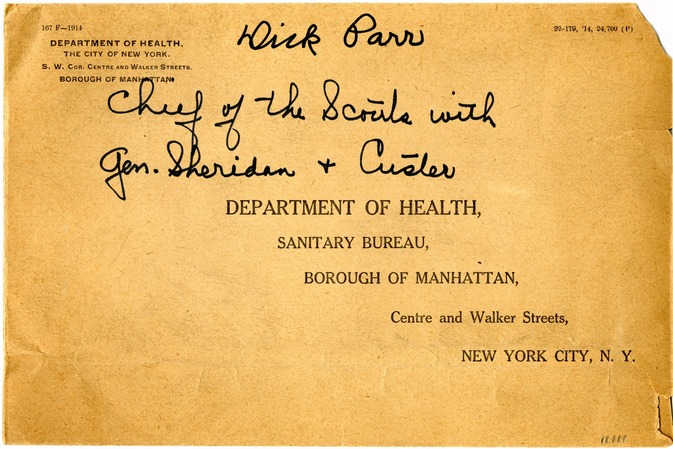 167 F—1914
22-179, '14, 24,700 (P)
DEPARTMENT OF HEALTH,
THE CITY OF NEW YORK.
S. W. Cor. Centre and Walker Streets,
BOROUGH OF MANHATTAN
Dick Parr
Chief of the Scouts with
Gen. Sheridan + Custer
DEPARTMENT OF HEALTH,
SANITARY BUREAU,
BOROUGH OF MANHATTAN,
Centre and Walker Streets,
NEW YORK CITY, N. Y.